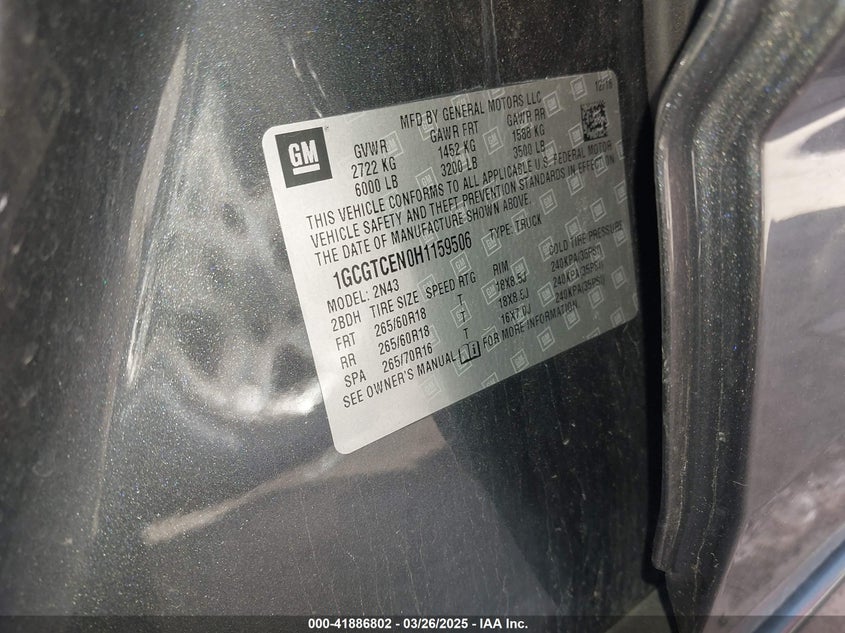 10/16
MFD BY GENERAL MOTORS LLC
GM
GVWR GAWR FRT GAWR RR
2722 KG 1452 KG 1588 KG
6000 LB 3200 LB 3500 LB
THIS VEHICLE CONFORMS TO ALL APPLICABLE U.S. FEDERAL MOTOR
VEHICLE SAFETY AND THEFT PREVENTION STANDARDS IN EFFECT ON
THE DATE OF MANUFACTURE SHOWN ABOVE.
1GCGTCEN0H1159506 TYPE: TRUCK
MODEL: 2N43
2BDH TIRE SIZE SPEED RTG RIM COLD TIRE PRESSURE
FRT 265/60R18 T 18X8.5J 240KPA(35PSI)
RR 265/60R18 T 18X8.5J 240KPA(35PSI)
SPA 265/70R16 T 16X7.0J 240KPA(35PSI)
SEE OWNER'S MANUAL FOR MORE INFORMATION.
000-41886802 - 03/26/2025 - IAA Inc.